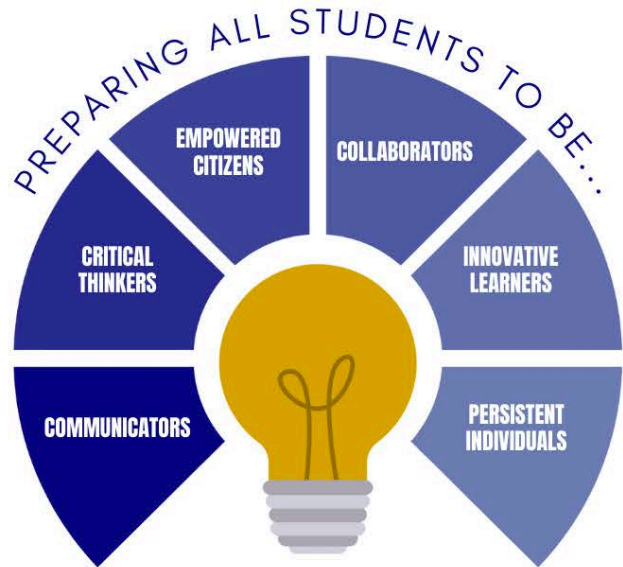 PREPARING ALL STUDENTS TO BE...
EMPOWERED
CITIZENS
COLLABORATORS
CRITICAL
THINKERS
INNOVATIVE
LEARNERS
COMMUNICATORS
PERSISTENT
INDIVIDUALS